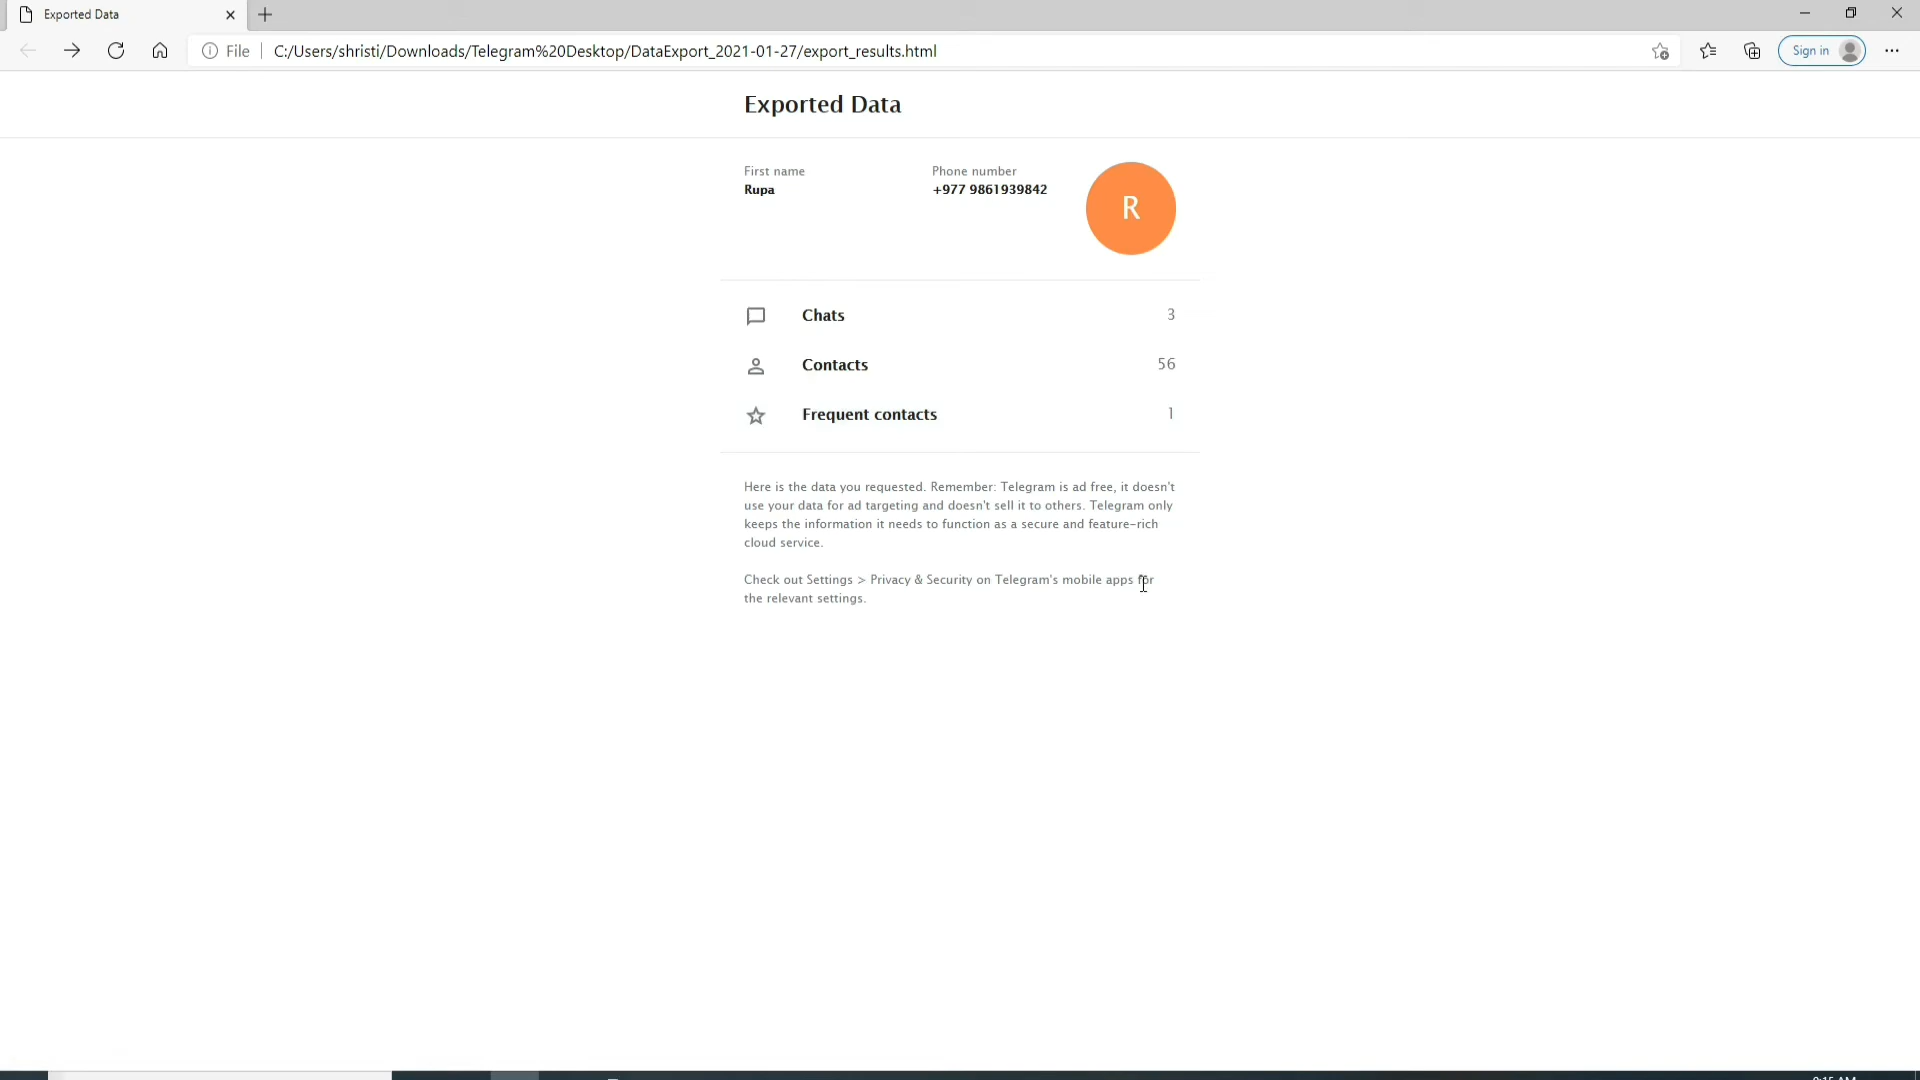 Exported Data
File
C:/Users/shristi/Downloads/Telegram%20Desktop/DataExport_2021-01-27/export_results.html
Sign in
Exported Data
First name
Rupa
Phone number
+977 9861939842
R
Chats 3
Contacts 56
Frequent contacts 1
Here is the data you requested. Remember: Telegram is ad free, it doesn't
use your data for ad targeting and doesn't sell it to others. Telegram only
keeps the information it needs to function as a secure and feature-rich
cloud service.
Check out Settings > Privacy & Security on Telegram's mobile apps for
the relevant settings.